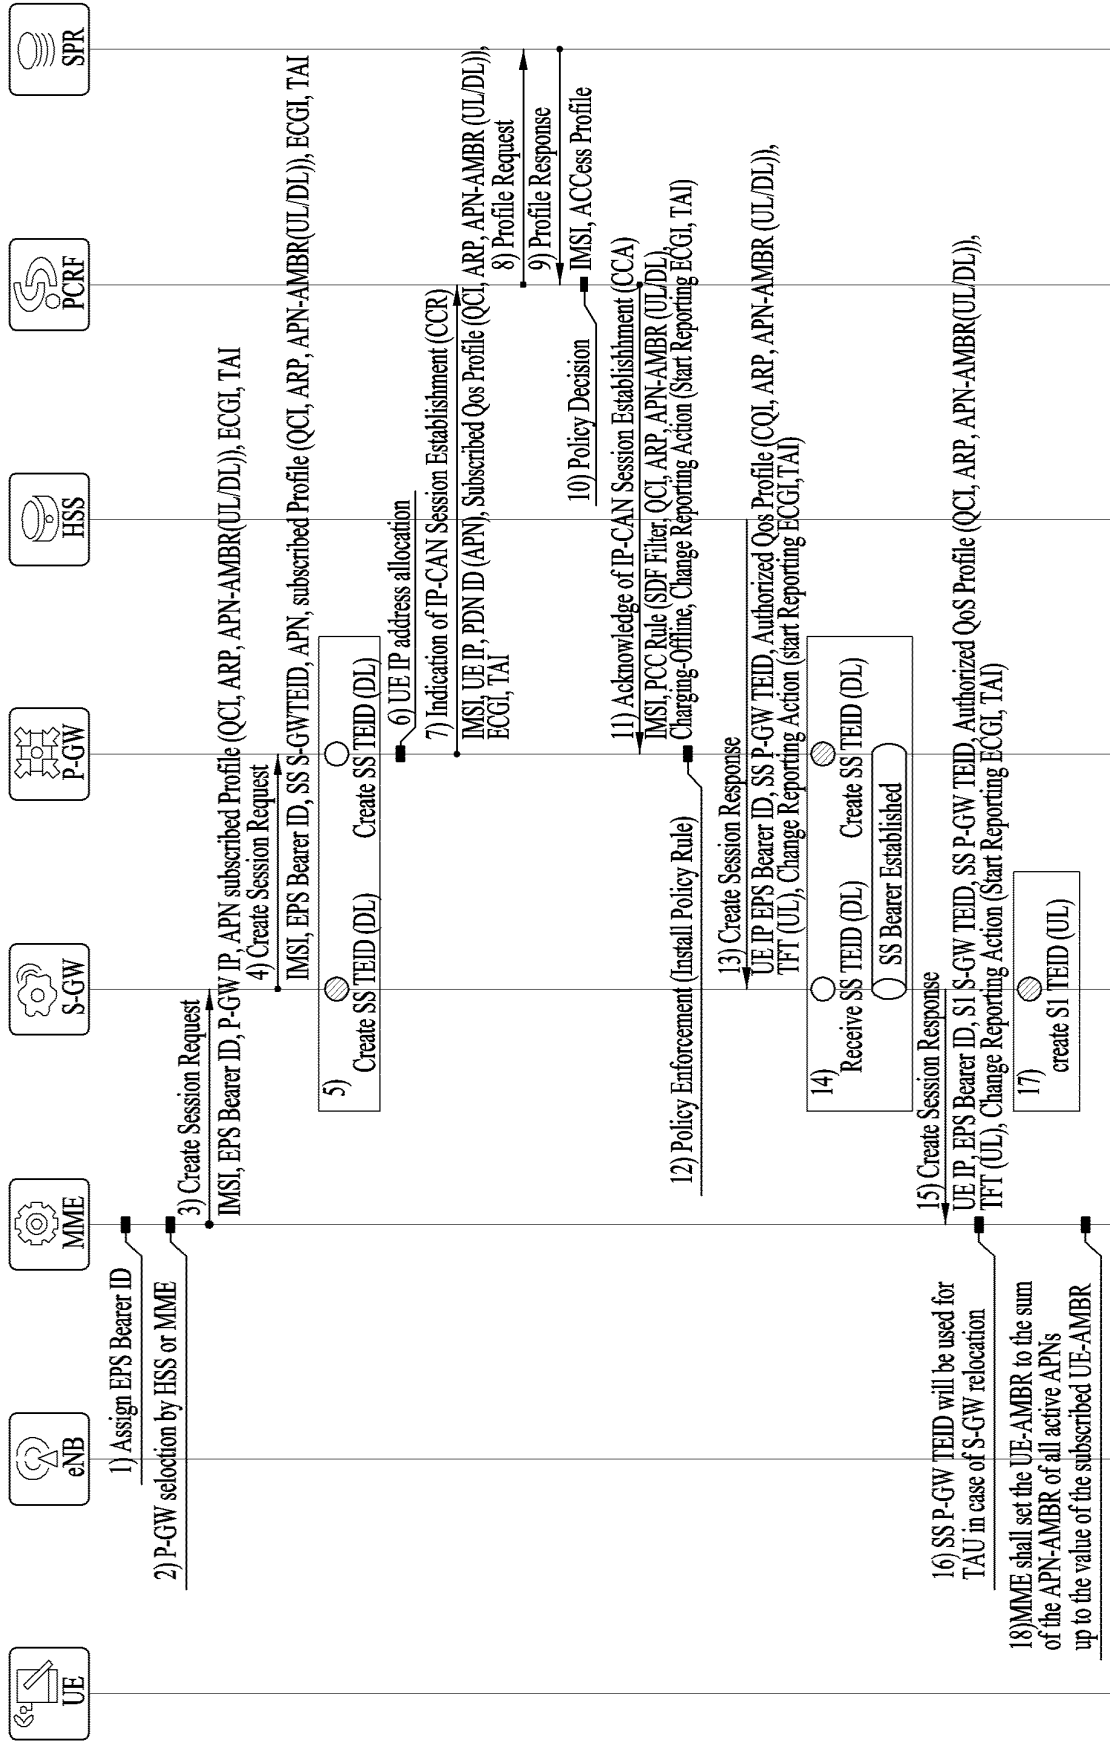 UE
eNB
MME
S-GW
P-GW
HSS
PCRF
SPR
1) Assign EPS Bearer ID
2) P-GW seloction by HSS or MME
3) Create Session Request
IMSI, EPS Bearer ID, P-GW IP, APN subscribed Profile (QCI, ARP, APN-AMBR(UL/DL)), ECGI, TAI
4) Create Session Request
IMSI, EPS Bearer ID, SS S-GWTEID, APN, subscribed Profile (QCI, ARP, APN-AMBR(UL/DL)), ECGI, TAI
5)
Create SS TEID (DL)
Create SS TEID (DL)
6) UE IP address allocation
7) Indication of IP-CAN Session Establishment (CCR)
IMSI, UE IP, PDN ID (APN), Subscribed Qos Profile (QCI, ARP, APN-AMBR (UL/DL)),
ECGI, TAI
8) Profile Request
9) Profile Response
IMSI, ACCess Profile
10) Policy Decision
11) Acknowledge of IP-CAN Session Establishhment (CCA)
IMSI, PCC Rule (SDF Filter, QCI, ARP, APN-AMBR (UL/DL),
Charging-Offline, Change Reporting Action (Start Reporting ECGI, TAI)
12) Policy Enforcement (Install Policy Rule)
13) Create Session Response
UE IP EPS Bearer ID, SS P-GW TEID, Authorized Qos Profile (CQI, ARP, APN-AMBR (UL/DL)),
TFT (UL), Change Reporting Action (start Reporting ECGI,TAI)
14)
Receive SS TEID (DL)
Create SS TEID (DL)
SS Bearer Established
15) Create Session Response
UE IP, EPS Bearer ID, S1 S-GW TEID, SS P-GW TEID, Authorized QoS Profile (QCI, ARP, APN-AMBR(UL/DL)),
TFT (UL), Change Reporting Action (Start Reporting ECGI, TAI)
16) SS P-GW TEID will be used for
TAU in case of S-GW relocation
17)
create S1 TEID (UL)
18)MME shall set the UE-AMBR to the sum
of the APN-AMBR of all active APNs
up to the value of the subscribed UE-AMBR